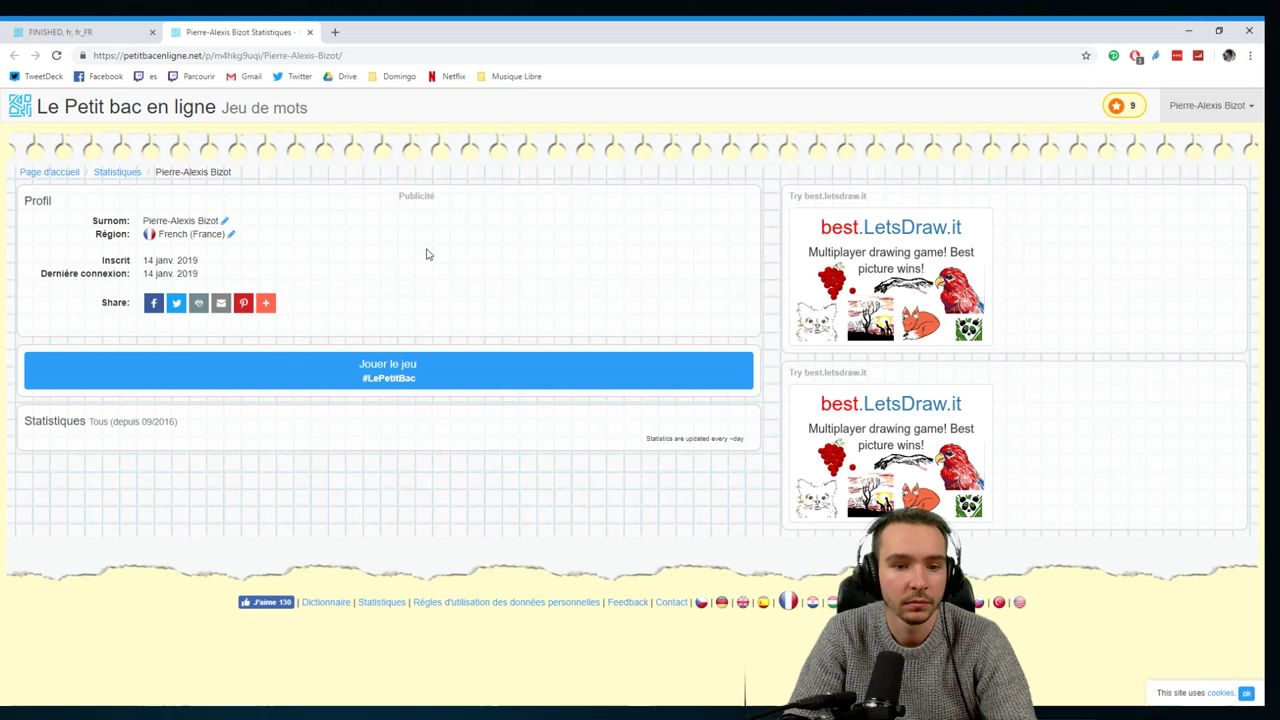 FINISHED, fr, fr_FR
Pierre-Alexis Bizot Statistiques -
https://petitbacenligne.net/p/m4hkg9uqi/Pierre-Alexis-Bizot/
TweetDeck Facebook es Parcourir Gmail Twitter Drive Domingo Netflix Musique Libre
Le Petit bac en ligne Jeu de mots
9
Pierre-Alexis Bizot
Page d'accueil / Statistiques / Pierre-Alexis Bizot
Profil
Publicité
Surnom: Pierre-Alexis Bizot
Région: French (France)
Inscrit 14 janv. 2019
Dernière connexion: 14 janv. 2019
Share:
Jouer le jeu
#LePetitBac
Statistiques Tous (depuis 09/2016)
Statistics are updated every ~day
Try best.letsdraw.it
best.LetsDraw.it
Multiplayer drawing game! Best
picture wins!
Try best.letsdraw.it
best.LetsDraw.it
Multiplayer drawing game! Best
picture wins!
J'aime 130 | Dictionnaire | Statistiques | Règles d'utilisation des données personnelles | Feedback | Contact |
This site uses cookies. ok